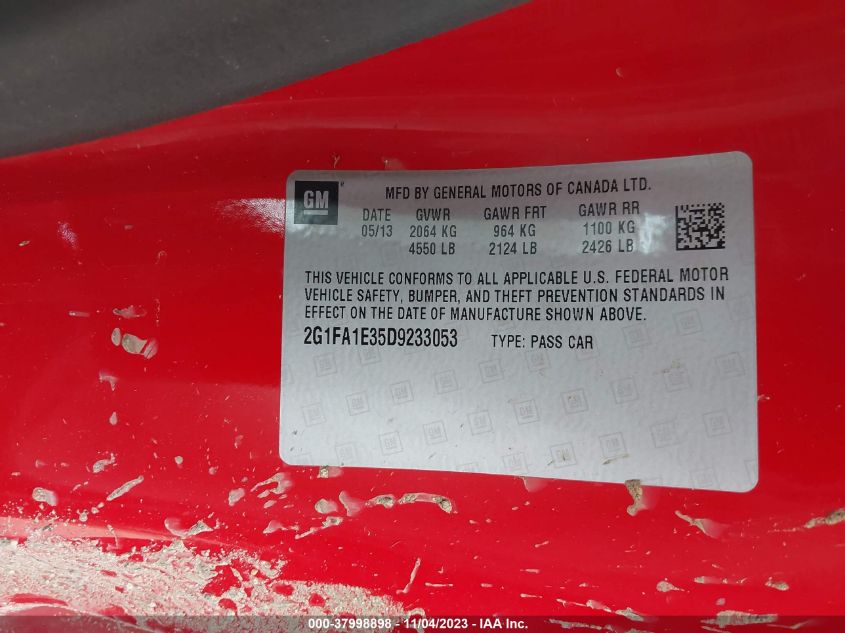 GM
MFD BY GENERAL MOTORS OF CANADA LTD.
DATE GVWR GAWR FRT GAWR RR
05/13 2064 KG 964 KG 1100 KG
4550 LB 2124 LB 2426 LB
THIS VEHICLE CONFORMS TO ALL APPLICABLE U.S. FEDERAL MOTOR
VEHICLE SAFETY, BUMPER, AND THEFT PREVENTION STANDARDS IN
EFFECT ON THE DATE OF MANUFACTURE SHOWN ABOVE.
2G1FA1E35D9233053 TYPE: PASS CAR
000-37998898 - 11/04/2023 - IAA Inc.